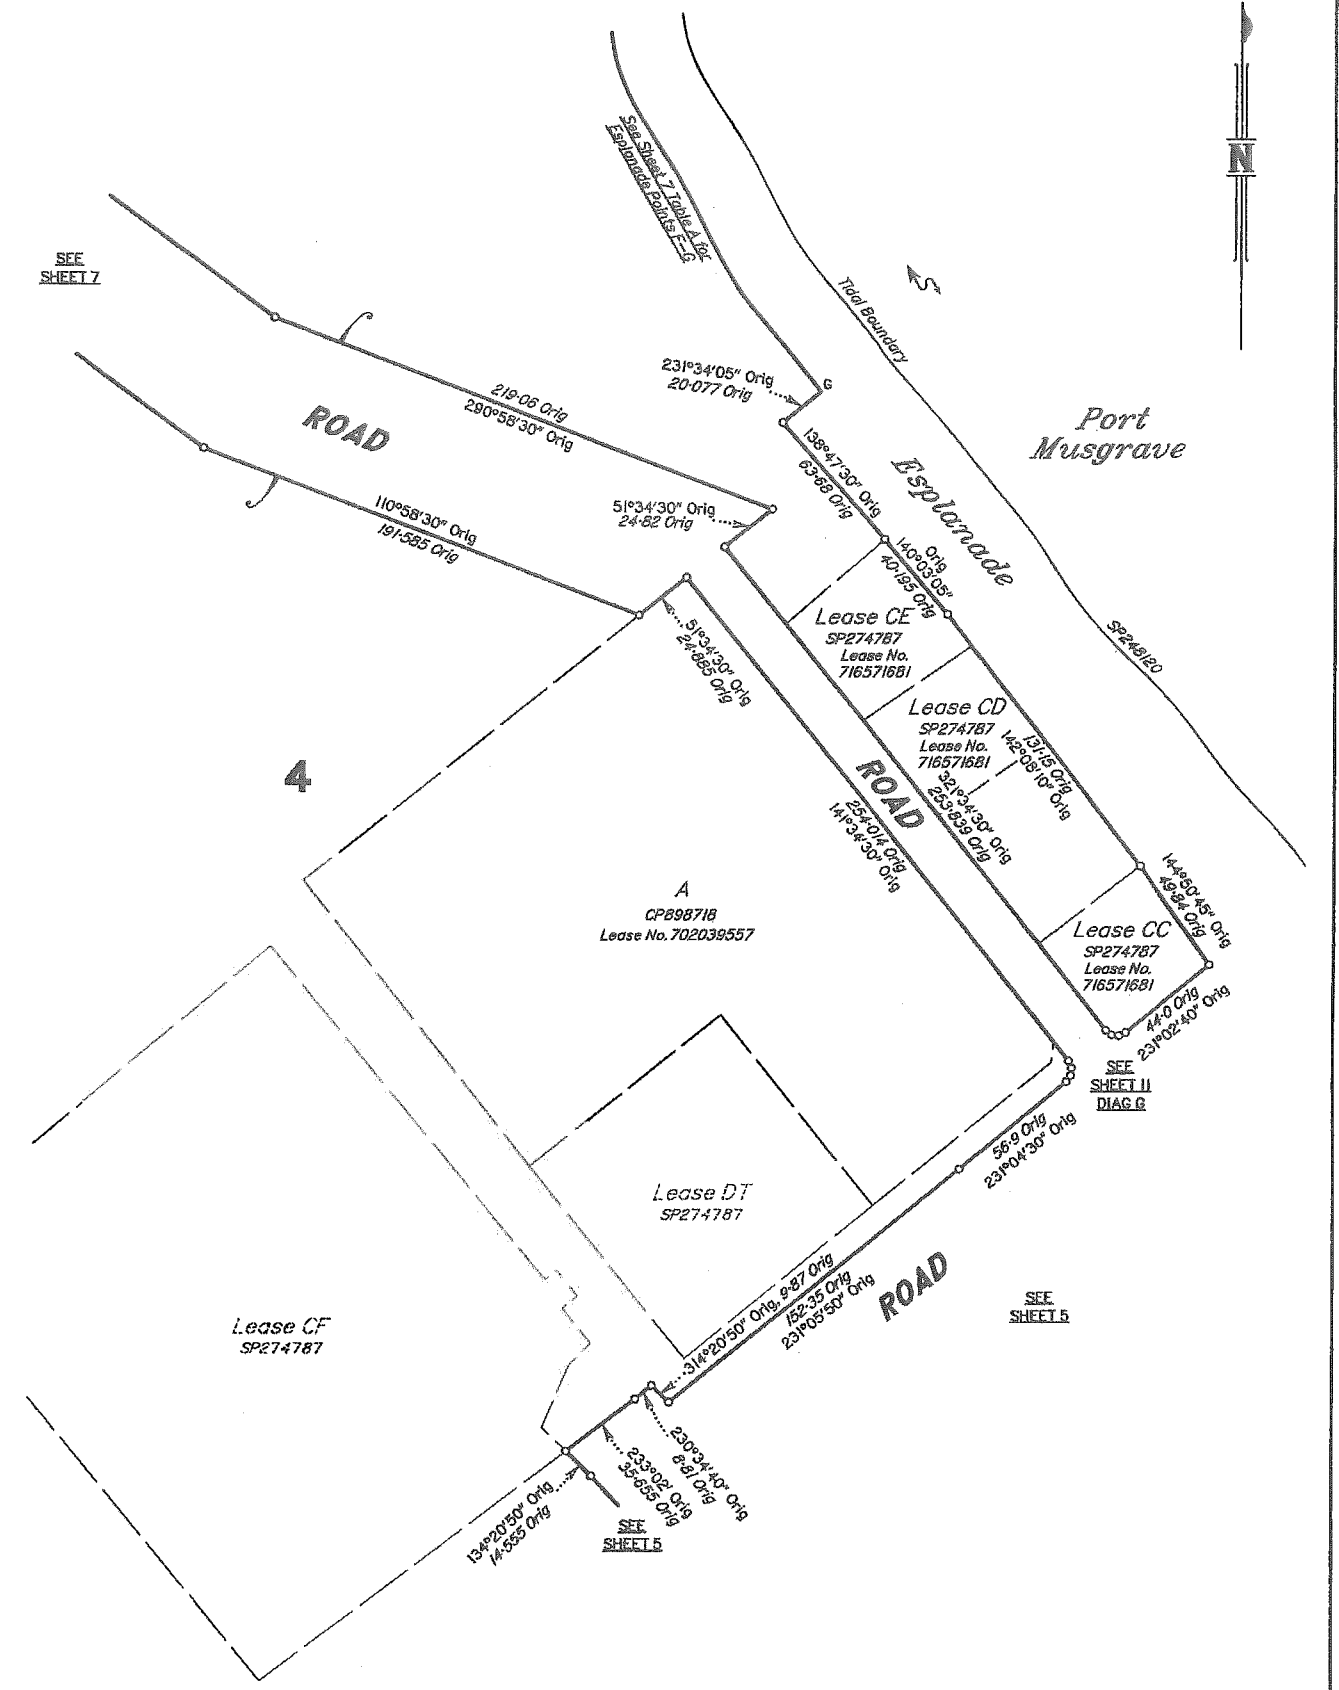 N
See Sheet 7 Table A for
Esplanade Points E—G
SEE
SHEET 7
Tidal Boundary
231°34'05" Orig
20·077 Orig
G
219·06 Orig
290°58'30" Orig
ROAD
Port
Musgrave
138°47'30" Orig
63·68 Orig
Esplanade
110°58'30" Orig
191·585 Orig
51°34'30" Orig
24·82 Orig
Orig
140°03'05"
40·195 Orig
Lease CE
SP274787
Lease No.
716571681
SP248120
51°34'30" Orig
24·885 Orig
Lease CD
SP274787
Lease No.
716571681
131·15 Orig
142°08'10" Orig
4
ROAD
321°34'30" Orig
253·839 Orig
254·014 Orig
141°34'30" Orig
A
CP898718
Lease No. 702039557
144°50'45" Orig
49·84 Orig
Lease CC
SP274787
Lease No.
716571681
44·0 Orig
231°02'40" Orig
SEE
SHEET 11
DIAG G
56·9 Orig
231°04'30" Orig
Lease DT
SP274787
ROAD
314°20'50" Orig, 9·87 Orig
152·35 Orig
231°05'50" Orig
SEE
SHEET 5
Lease CF
SP274787
230°34'40" Orig
8·81 Orig
233°02' Orig
35·655 Orig
134°20'50" Orig
14·555 Orig
SEE
SHEET 5